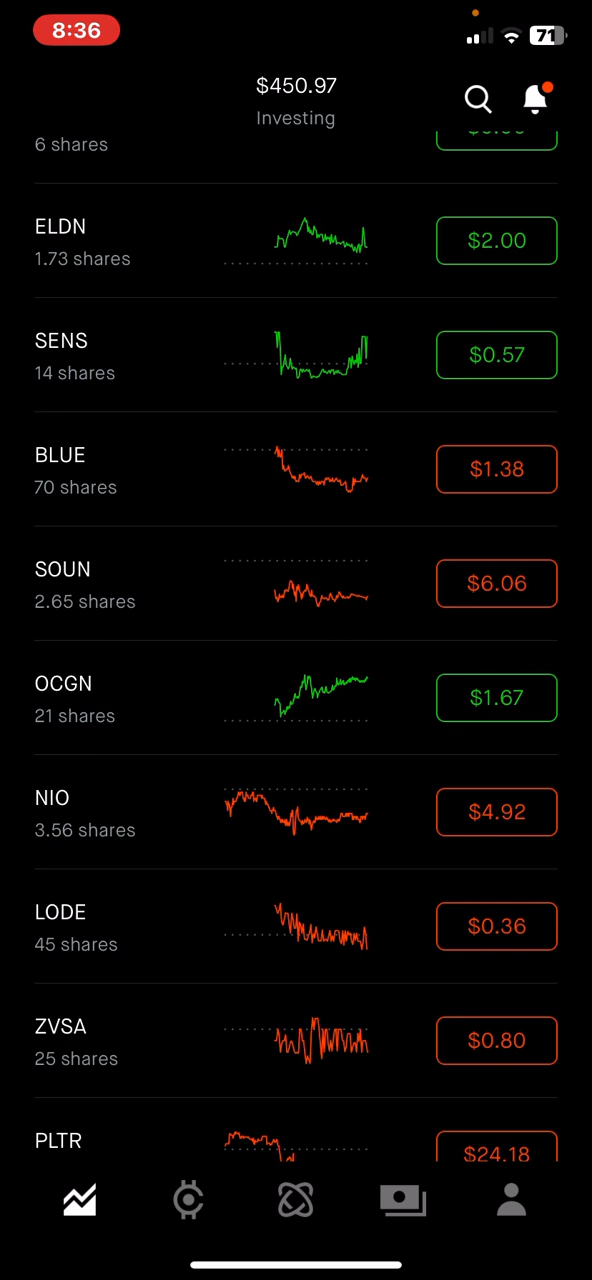 8:36
71
$450.97
Investing
6 shares
ELDN
1.73 shares
$2.00
SENS
14 shares
$0.57
BLUE
70 shares
$1.38
SOUN
2.65 shares
$6.06
OCGN
21 shares
$1.67
NIO
3.56 shares
$4.92
LODE
45 shares
$0.36
ZVSA
25 shares
$0.80
PLTR
$24.18